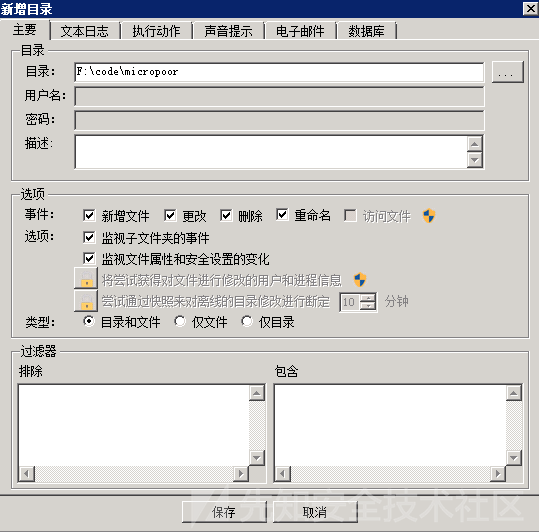 新增目录
主要 文本日志 执行动作 声音提示 电子邮件 数据库
目录
目录: F:\code\micropoor ...
用户名:
密码:
描述:
选项
事件: 新增文件 更改 删除 重命名 访问文件
选项: 监视子文件夹的事件
监视文件属性和安全设置的变化
将尝试获得对文件进行修改的用户和进程信息
尝试通过快照来对离线的目录修改进行断定 10 分钟
类型: 目录和文件 仅文件 仅目录
过滤器
排除 包含
保存 取消
先知安全技术社区